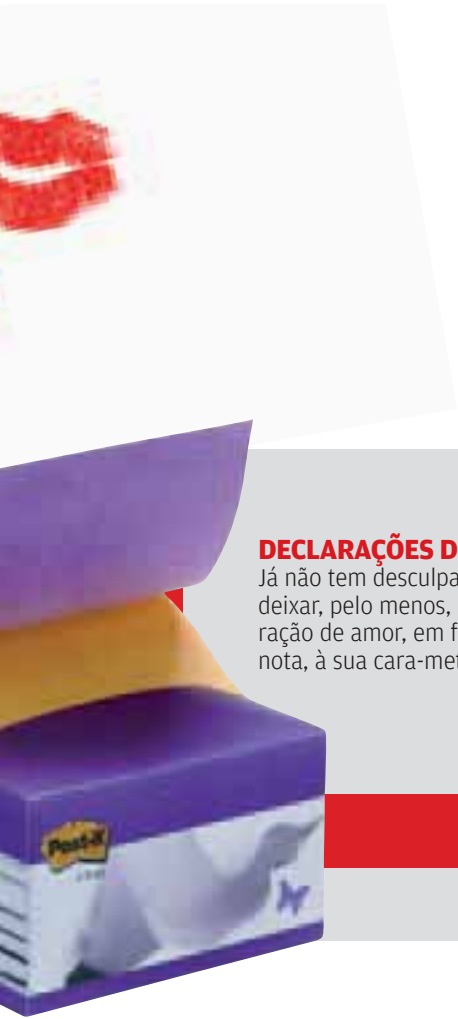 DECLARAÇÕES D
Já não tem desculpa
deixar, pelo menos,
ração de amor, em f
nota, à sua cara-met
Post-it